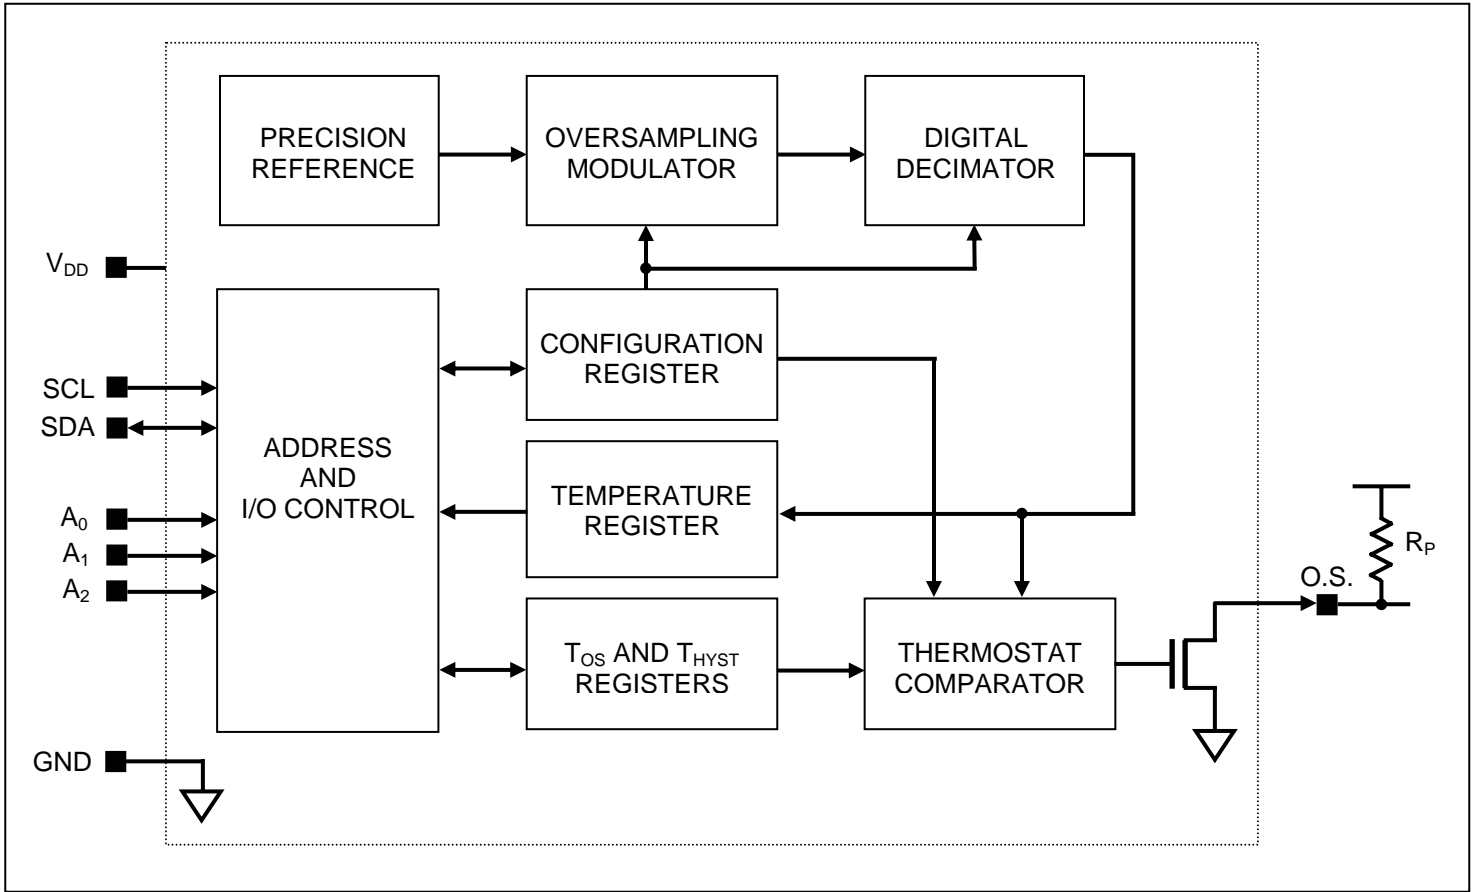 PRECISION
REFERENCE
OVERSAMPLING
MODULATOR
DIGITAL
DECIMATOR
VDD
SCL
SDA
A0
A1
A2
GND
ADDRESS
AND
I/O CONTROL
CONFIGURATION
REGISTER
TEMPERATURE
REGISTER
TOS AND THYST
REGISTERS
THERMOSTAT
COMPARATOR
O.S.
RP